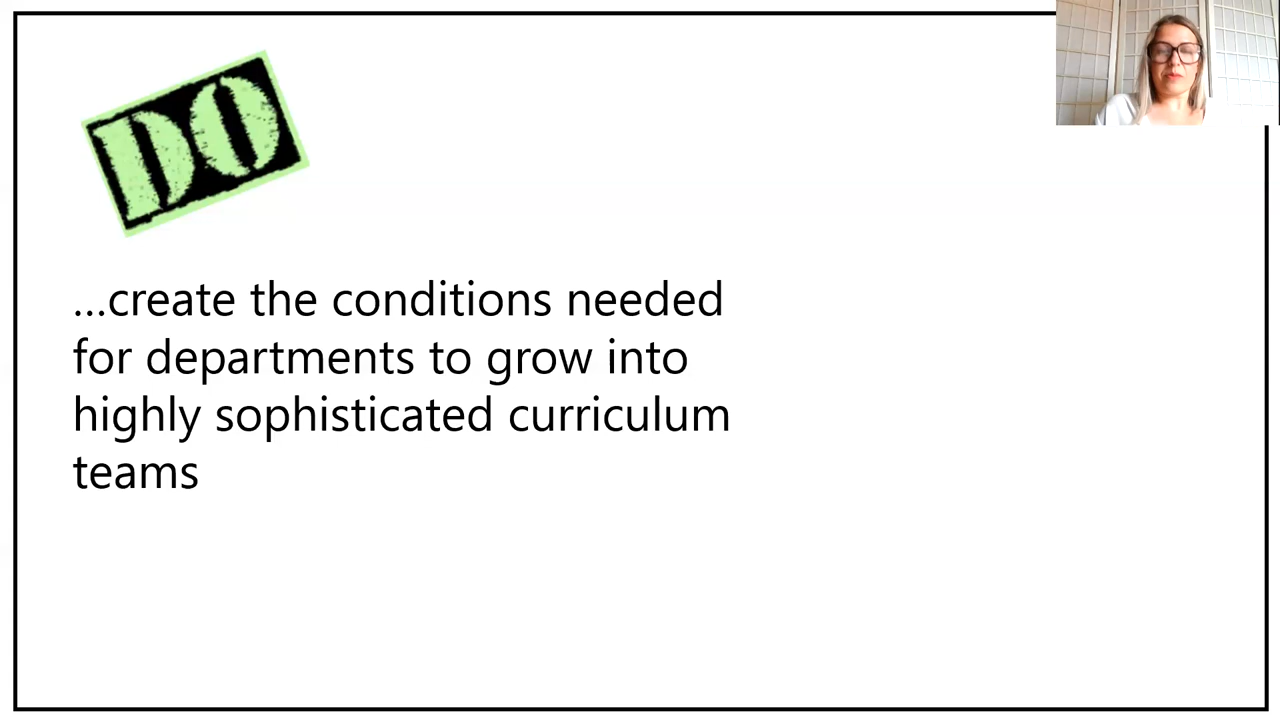 DO
...create the conditions needed
for departments to grow into
highly sophisticated curriculum
teams